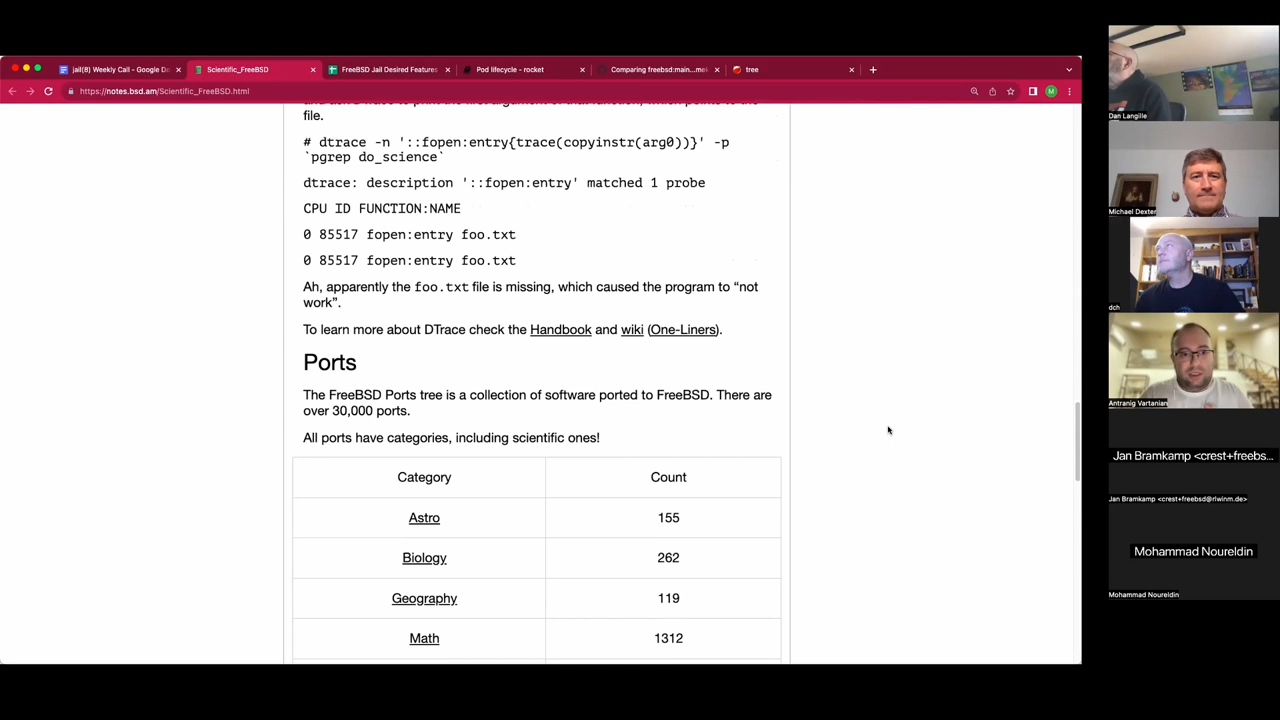 jail(8) Weekly Call - Google Do
Scientific_FreeBSD
FreeBSD Jail Desired Features
Pod lifecycle - rocket
Comparing freebsd:main...mek
tree
https://notes.bsd.am/Scientific_FreeBSD.html
M
file.
# dtrace -n '::fopen:entry{trace(copyinstr(arg0))}' -p
`pgrep do_science`
dtrace: description '::fopen:entry' matched 1 probe
CPU ID FUNCTION:NAME
0 85517 fopen:entry foo.txt
0 85517 fopen:entry foo.txt
Ah, apparently the foo.txt file is missing, which caused the program to “not
work”.
To learn more about DTrace check the Handbook and wiki (One-Liners).
Ports
The FreeBSD Ports tree is a collection of software ported to FreeBSD. There are
over 30,000 ports.
All ports have categories, including scientific ones!
Category Count
Astro 155
Biology 262
Geography 119
Math 1312
Dan Langille
Michael Dexter
dch
Antranig Vartanian
Jan Bramkamp <crest+freebs...
Jan Bramkamp <crest+freebsd@rlwinm.de>
Mohammad Noureldin
Mohammad Noureldin